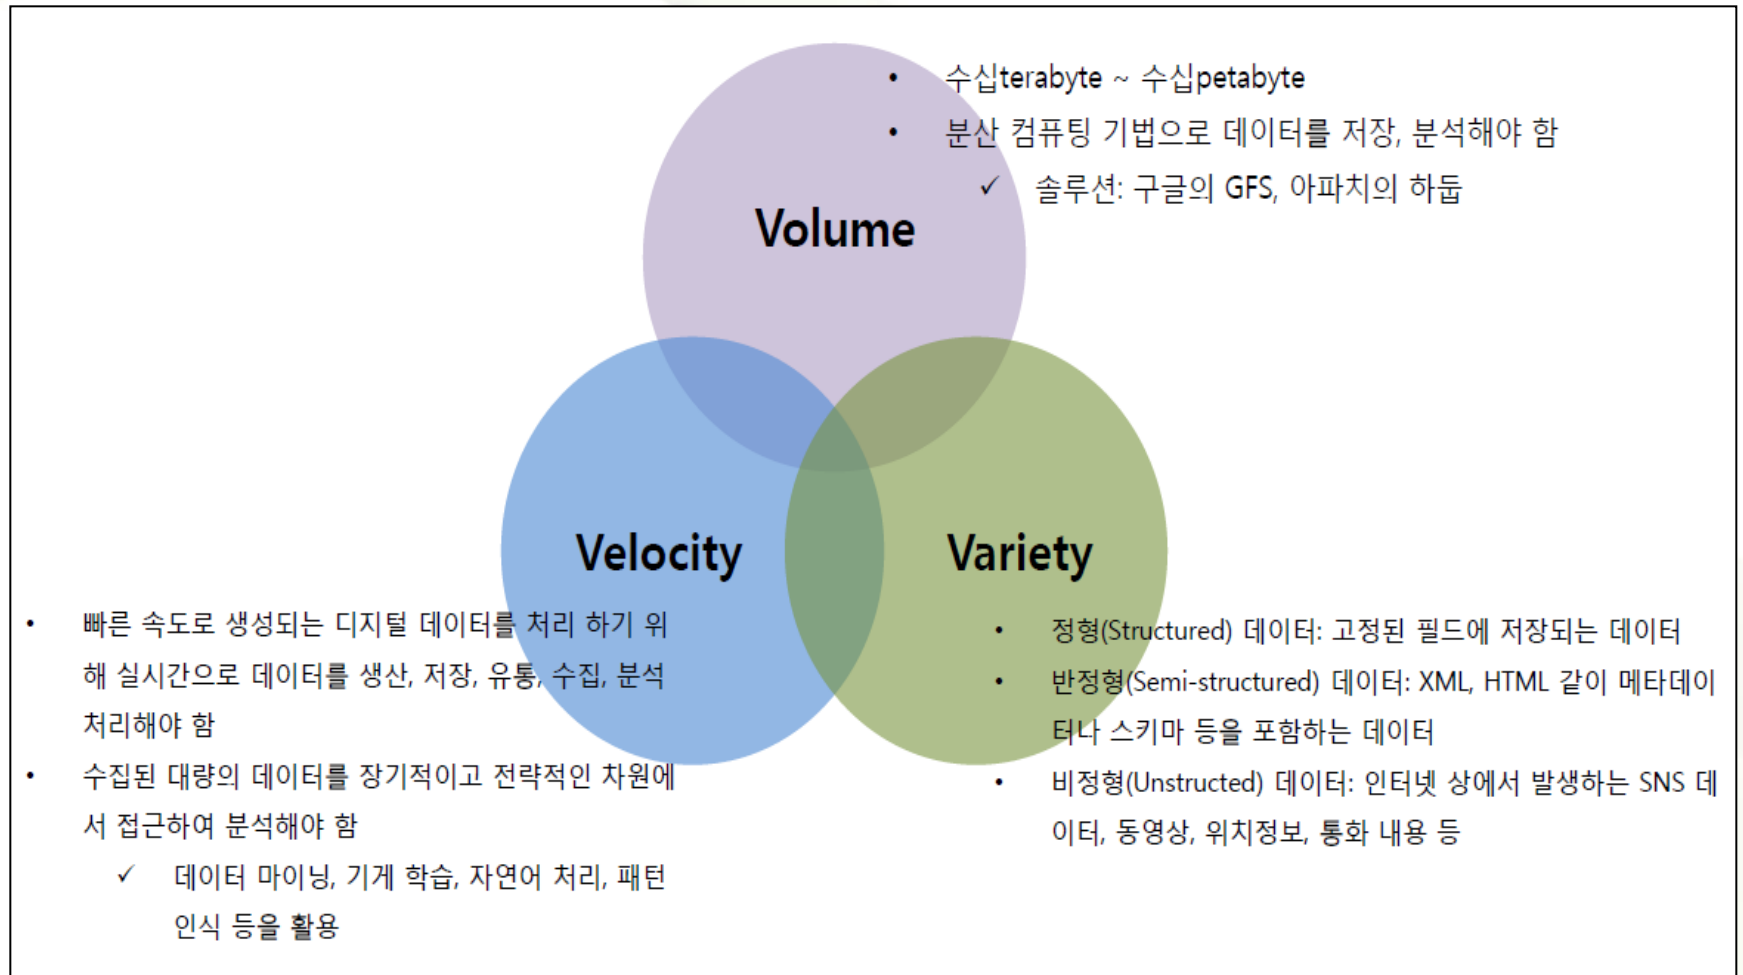 • 수십terabyte ~ 수십petabyte
• 분산 컴퓨팅 기법으로 데이터를 저장, 분석해야 함
✓ 솔루션: 구글의 GFS, 아파치의 하둡
Volume
Velocity
• 빠른 속도로 생성되는 디지털 데이터를 처리 하기 위
해 실시간으로 데이터를 생산, 저장, 유통, 수집, 분석
처리해야 함
• 수집된 대량의 데이터를 장기적이고 전략적인 차원에
서 접근하여 분석해야 함
✓ 데이터 마이닝, 기게 학습, 자연어 처리, 패턴
인식 등을 활용
Variety
• 정형(Structured) 데이터: 고정된 필드에 저장되는 데이터
• 반정형(Semi-structured) 데이터: XML, HTML 같이 메타데이
터나 스키마 등을 포함하는 데이터
• 비정형(Unstructed) 데이터: 인터넷 상에서 발생하는 SNS 데
이터, 동영상, 위치정보, 통화 내용 등